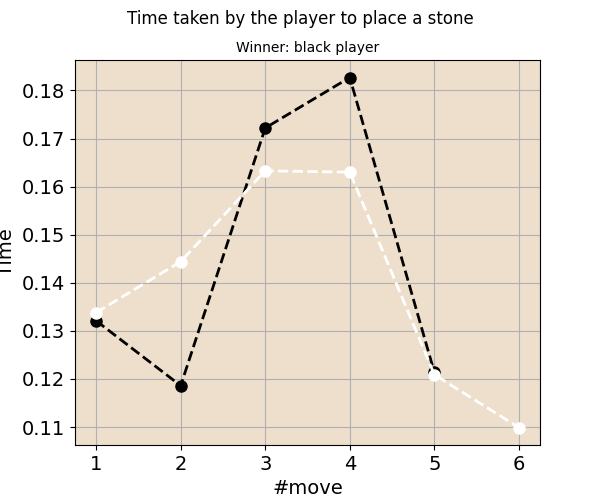 Time taken by the player to place a stone
Winner: black player
0.18
0.17
0.16
0.15
0.14
0.13
0.12
0.11
Time
1 2 3 4 5 6
#move